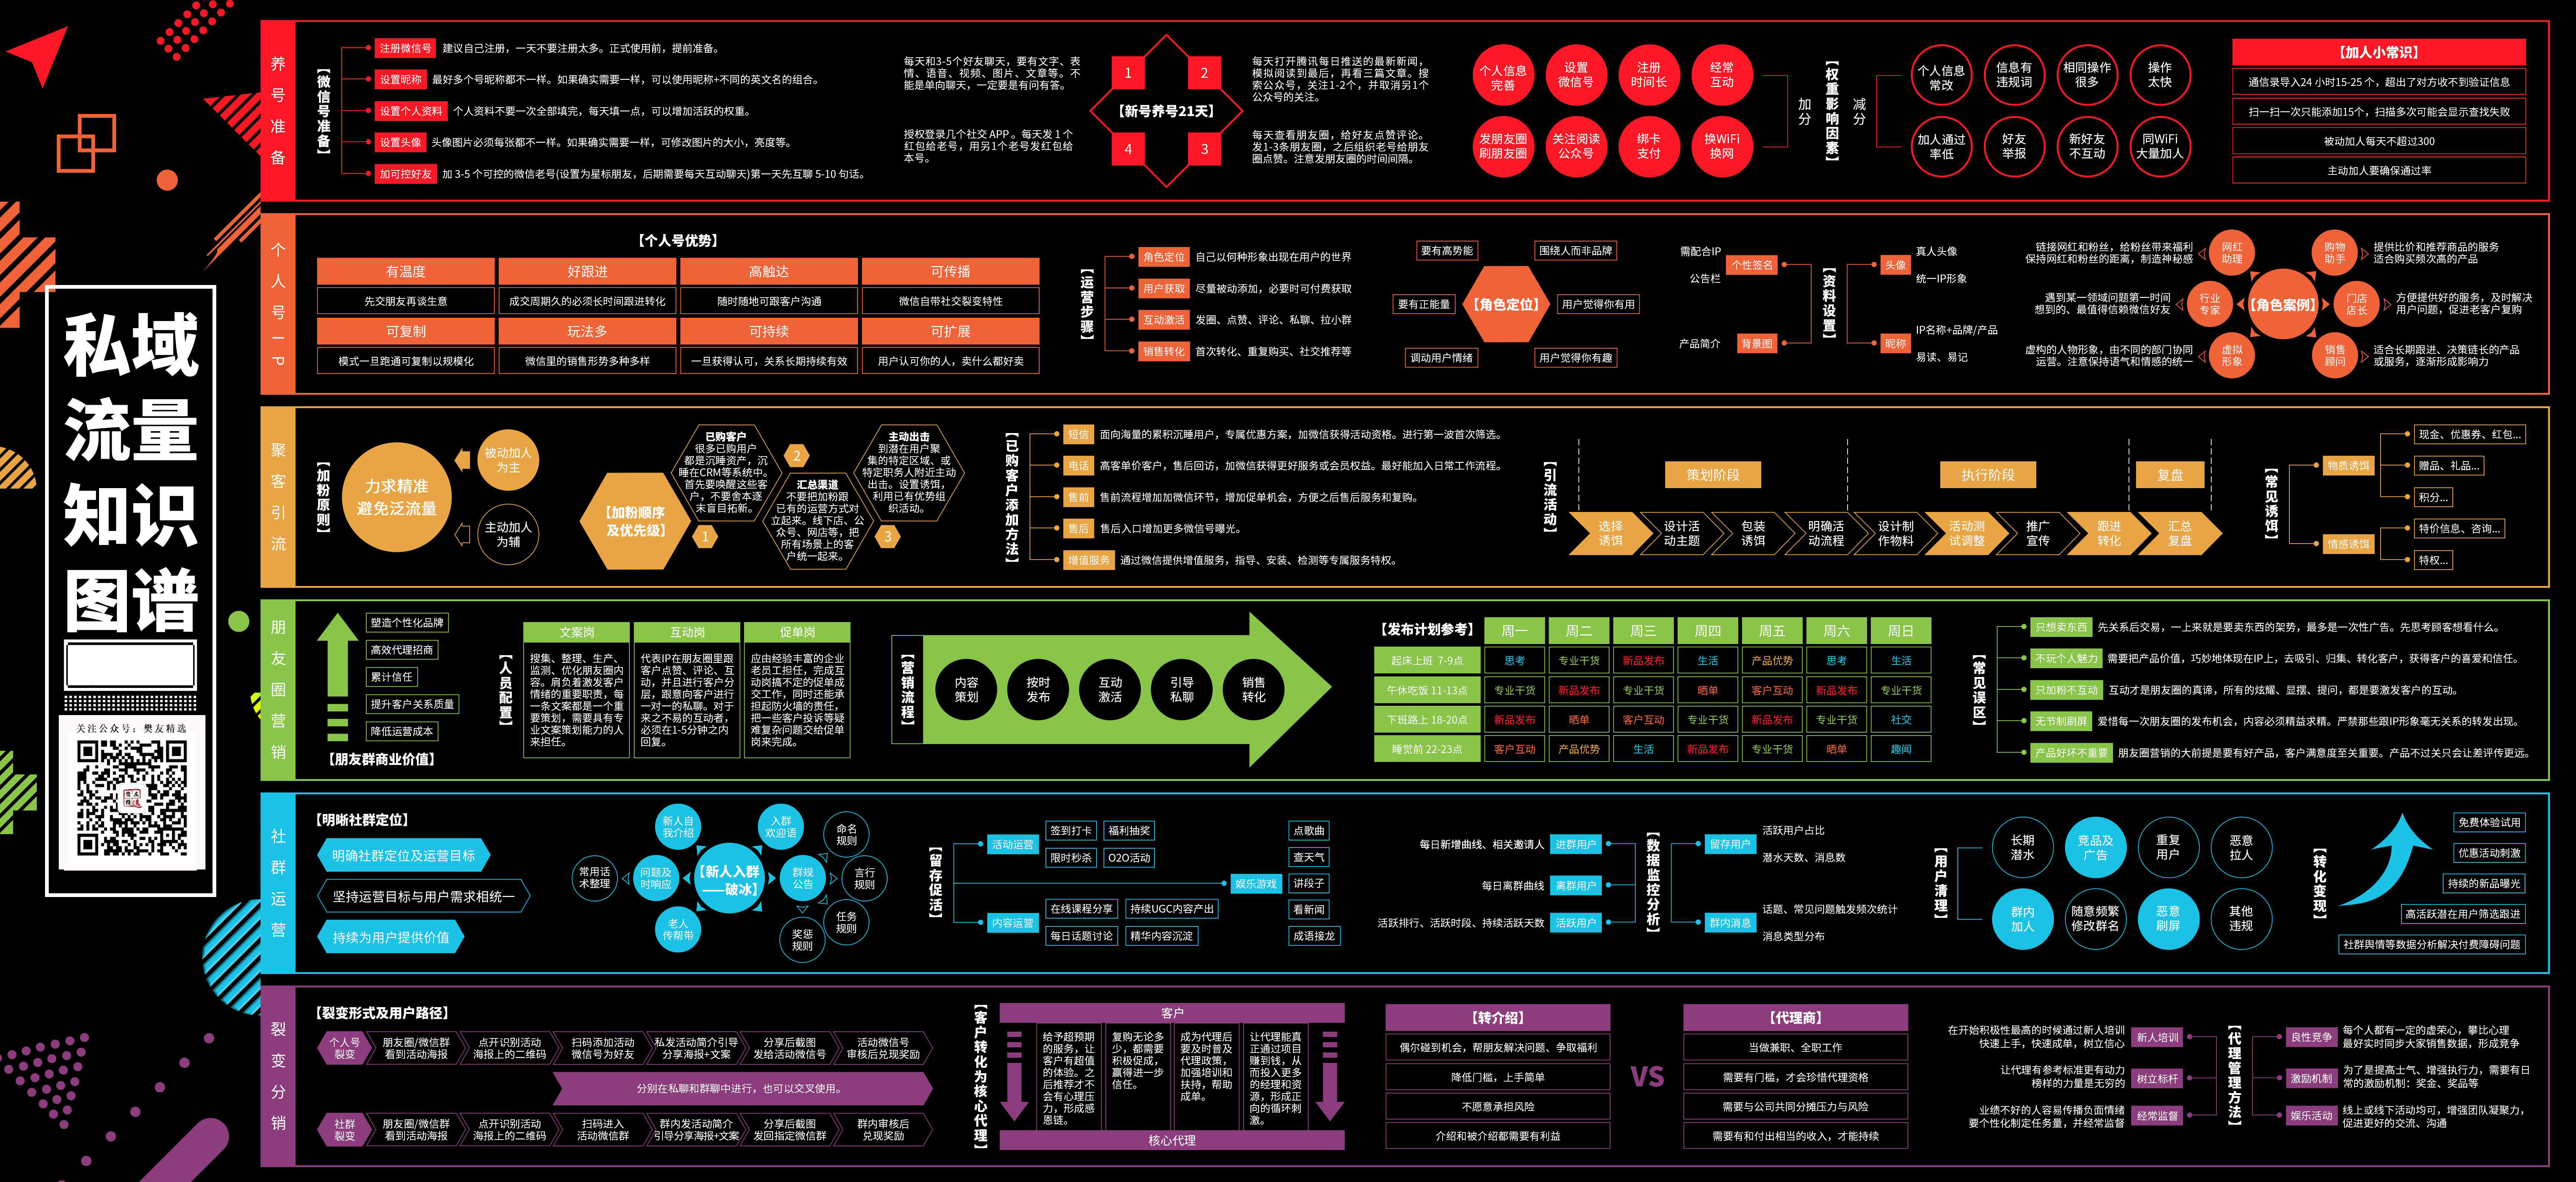 私域
流量
知识
图谱
关注公众号：樊友精选
养号准备
【微信号准备】
注册微信号 建议自己注册，一天不要注册太多。正式使用前，提前准备。
设置昵称 最好多个号昵称都不一样。如果确实需要一样，可以使用昵称+不同的英文名的组合。
设置个人资料 个人资料不要一次全部填完，每天填一点，可以增加活跃的权重。
设置头像 头像图片必须每张都不一样。如果确实需要一样，可修改图片的大小，亮度等。
加可控好友 加 3-5 个可控的微信老号(设置为星标朋友，后期需要每天互动聊天)第一天先互聊 5-10 句话。
【新号养号21天】
1
每天和3-5个好友聊天，要有文字、表
情、语音、视频、图片、文章等。不
能是单向聊天，一定要是有问有答。
2
每天打开腾讯每日推送的最新新闻，
模拟阅读到最后，再看三篇文章。搜
索公众号，关注1-2个，并取消另1个
公众号的关注。
3
每天查看朋友圈，给好友点赞评论。
发1-3条朋友圈，之后组织老号给朋友
圈点赞。注意发朋友圈的时间间隔。
4
授权登录几个社交 APP 。每天发 1 个
红包给老号，用另1个老号发红包给
本号。
【权重影响因素】
加分
个人信息
完善
设置
微信号
注册
时间长
经常
互动
发朋友圈
刷朋友圈
关注阅读
公众号
绑卡
支付
换WiFi
换网
减分
个人信息
常改
信息有
违规词
相同操作
很多
操作
太快
加人通过
率低
好友
举报
新好友
不互动
同WiFi
大量加人
【加人小常识】
通信录导入24 小时15-25 个，超出了对方收不到验证信息
扫一扫一次只能添加15个，扫描多次可能会显示查找失败
被动加人每天不超过300
主动加人要确保通过率
个人号IP
【个人号优势】
有温度 好跟进 高触达 可传播
先交朋友再谈生意 成交周期久的必须长时间跟进转化 随时随地可跟客户沟通 微信自带社交裂变特性
可复制 玩法多 可持续 可扩展
模式一旦跑通可复制以规模化 微信里的销售形势多种多样 一旦获得认可，关系长期持续有效 用户认可你的人，卖什么都好卖
【运营步骤】
角色定位 自己以何种形象出现在用户的世界
用户获取 尽量被动添加，必要时可付费获取
互动激活 发圈、点赞、评论、私聊、拉小群
销售转化 首次转化、重复购买、社交推荐等
【角色定位】
要有高势能
围绕人而非品牌
要有正能量
用户觉得你有用
调动用户情绪
用户觉得你有趣
【资料设置】
个性签名
需配合IP
公告栏
背景图
产品简介
头像
真人头像
统一IP形象
昵称
IP名称+品牌/产品
易读、易记
【角色案例】
网红
助理
链接网红和粉丝，给粉丝带来福利
保持网红和粉丝的距离，制造神秘感
行业
专家
遇到某一领域问题第一时间
想到的、最值得信赖微信好友
虚拟
形象
虚构的人物形象，由不同的部门协同
运营。注意保持语气和情感的统一
购物
助手
提供比价和推荐商品的服务
适合购买频次高的产品
门店
店长
方便提供好的服务，及时解决
用户问题，促进老客户复购
销售
顾问
适合长期跟进、决策链长的产品
或服务，逐渐形成影响力
聚客引流
【加粉原则】
力求精准
避免泛流量
被动加人
为主
主动加人
为辅
【加粉顺序
及优先级】
已购客户
很多已购用户
都是沉睡资产，沉
睡在CRM等系统中。
首先要唤醒这些客
户，不要舍本逐
末盲目拓新。
1
2
汇总渠道
不要把加粉跟
已有的运营方式对
立起来。线下店、公
众号、网店等，把
所有场景上的客
户统一起来。
主动出击
到潜在用户聚
集的特定区域、或
特定职务人附近主动
出击。设置诱饵，
利用已有优势组
织活动。
3
【已购客户添加方法】
短信 面向海量的累积沉睡用户，专属优惠方案，加微信获得活动资格。进行第一波首次筛选。
电话 高客单价客户，售后回访，加微信获得更好服务或会员权益。最好能加入日常工作流程。
售前 售前流程增加加微信环节，增加促单机会，方便之后售后服务和复购。
售后 售后入口增加更多微信号曝光。
增值服务 通过微信提供增值服务，指导、安装、检测等专属服务特权。
【引流活动】
策划阶段
执行阶段
复盘
选择
诱饵
设计活
动主题
包装
诱饵
明确活
动流程
设计制
作物料
活动测
试调整
推广
宣传
跟进
转化
汇总
复盘
【常见诱饵】
物质诱饵
现金、优惠券、红包...
赠品、礼品...
积分...
情感诱饵
特价信息、咨询...
特权...
朋友圈营销
塑造个性化品牌
高效代理招商
累计信任
提升客户关系质量
降低运营成本
【朋友群商业价值】
【人员配置】
文案岗
搜集、整理、生产、
监测、优化朋友圈内
容。肩负着激发客户
情绪的重要职责，每
一条文案都是一个重
要策划，需要具有专
业文案策划能力的人
来担任。
互动岗
代表IP在朋友圈里跟
客户点赞、评论、互
动，并且进行客户分
层，跟意向客户进行
一对一的私聊。对于
来之不易的互动者，
必须在1-5分钟之内
回复。
促单岗
应由经验丰富的企业
老员工担任，完成互
动岗搞不定的促单成
交工作，同时还能承
担起防火墙的责任，
把一些客户投诉等疑
难复杂问题交给促单
岗来完成。
【营销流程】
内容
策划
按时
发布
互动
激活
引导
私聊
销售
转化
【发布计划参考】 周一 周二 周三 周四 周五 周六 周日
起床上班 7-9点 思考 专业干货 新品发布 生活 产品优势 思考 生活
午休吃饭 11-13点 专业干货 新品发布 专业干货 晒单 客户互动 新品发布 专业干货
下班路上 18-20点 新品发布 晒单 客户互动 专业干货 新品发布 专业干货 社交
睡觉前 22-23点 客户互动 产品优势 生活 新品发布 专业干货 晒单 趣闻
【常见误区】
只想卖东西 先关系后交易，一上来就是要卖东西的架势，最多是一次性广告。先思考顾客想看什么。
不玩个人魅力 需要把产品价值，巧妙地体现在IP上，去吸引、归集、转化客户，获得客户的喜爱和信任。
只加粉不互动 互动才是朋友圈的真谛，所有的炫耀、显摆、提问，都是要激发客户的互动。
无节制刷屏 爱惜每一次朋友圈的发布机会，内容必须精益求精。严禁那些跟IP形象毫无关系的转发出现。
产品好坏不重要 朋友圈营销的大前提是要有好产品，客户满意度至关重要。产品不过关只会让差评传更远。
社群运营
【明晰社群定位】
明确社群定位及运营目标
坚持运营目标与用户需求相统一
持续为用户提供价值
【新人入群
——破冰】
新人自
我介绍
入群
欢迎语
问题及
时响应
常用话
术整理
老人
传帮带
群规
公告
命名
规则
言行
规则
任务
规则
奖惩
规则
【留存促活】
活动运营
签到打卡 福利抽奖
限时秒杀 O2O活动
内容运营
在线课程分享 持续UGC内容产出
每日话题讨论 精华内容沉淀
娱乐游戏
点歌曲
查天气
讲段子
看新闻
成语接龙
【数据监控分析】
每日新增曲线、相关邀请人 进群用户
每日离群曲线 离群用户
活跃排行、活跃时段、持续活跃天数 活跃用户
留存用户
活跃用户占比
潜水天数、消息数
群内消息
话题、常见问题触发频次统计
消息类型分布
【用户清理】
长期
潜水
竞品及
广告
重复
用户
恶意
拉人
群内
加人
随意频繁
修改群名
恶意
刷屏
其他
违规
【转化变现】
免费体验试用
优惠活动刺激
持续的新品曝光
高活跃潜在用户筛选跟进
社群舆情等数据分析解决付费障碍问题
裂变分销
【裂变形式及用户路径】
个人号
裂变
朋友圈/微信群
看到活动海报
点开识别活动
海报上的二维码
扫码添加活动
微信号为好友
私发活动简介引导
分享海报+文案
分享后截图
发给活动微信号
活动微信号
审核后兑现奖励
分别在私聊和群聊中进行，也可以交叉使用。
社群
裂变
朋友圈/微信群
看到活动海报
点开识别活动
海报上的二维码
扫码进入
活动微信群
群内发活动简介
引导分享海报+文案
分享后截图
发回指定微信群
群内审核后
兑现奖励
【客户转化为核心代理】
客户
给予超预期
的服务，让
客户有超值
的体验。之
后推荐才不
会有心理压
力，形成感
恩链。
复购无论多
少，都需要
积极促成，
赢得进一步
信任。
成为代理后
要及时普及
代理政策，
加强培训和
扶持，帮助
成单。
让代理能真
正通过项目
赚到钱，从
而投入更多
的经理和资
源，形成正
向的循环刺
激。
核心代理
【转介绍】
偶尔碰到机会，帮朋友解决问题、争取福利
降低门槛，上手简单
不愿意承担风险
介绍和被介绍都需要有利益
VS
【代理商】
当做兼职、全职工作
需要有门槛，才会珍惜代理资格
需要与公司共同分摊压力与风险
需要有和付出相当的收入，才能持续
【代理管理方法】
在开始积极性最高的时候通过新人培训
快速上手，快速成单，树立信心
新人培训
让代理有参考标准更有动力
榜样的力量是无穷的
树立标杆
业绩不好的人容易传播负面情绪
要个性化制定任务量，并经常监督
经常监督
良性竞争
每个人都有一定的虚荣心，攀比心理
最好实时同步大家销售数据，形成竞争
激励机制
为了是提高士气、增强执行力，需要有日
常的激励机制：奖金、奖品等
娱乐活动
线上或线下活动均可，增强团队凝聚力，
促进更好的交流、沟通